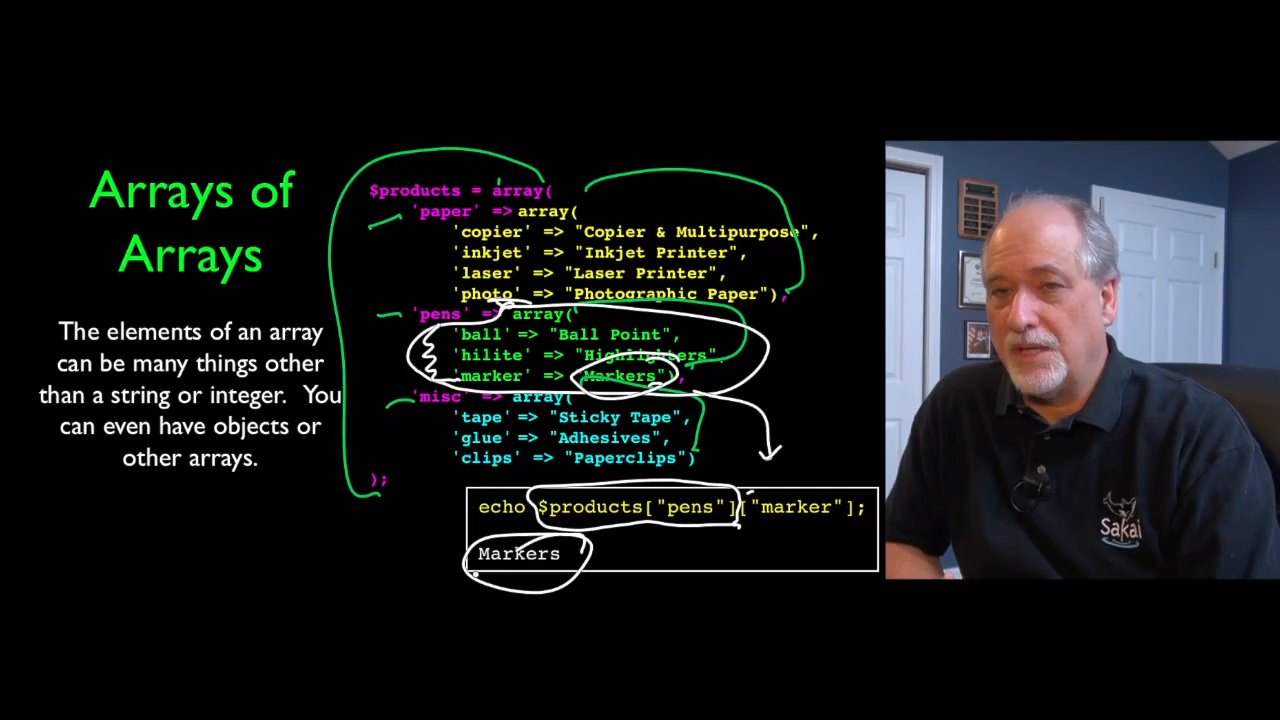 Arrays of
Arrays
The elements of an array
can be many things other
than a string or integer. You
can even have objects or
other arrays.
$products = array(
'paper' => array(
'copier' => "Copier & Multipurpose",
'inkjet' => "Inkjet Printer",
'laser' => "Laser Printer",
'photo' => "Photographic Paper"),
'pens' => array(
'ball' => "Ball Point",
'hilite' => "Highlighters",
'marker' => "Markers"),
'misc' => array(
'tape' => "Sticky Tape",
'glue' => "Adhesives",
'clips' => "Paperclips")
);
echo $products["pens"]["marker"];
Markers
Sakai